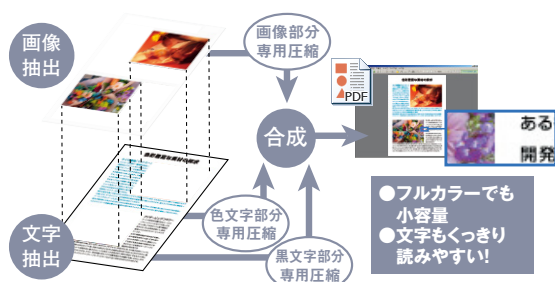 画像
抽出
画像部分
専用圧縮
PDF
合成
ある
開発
文字
抽出
色文字部分
専用圧縮
黒文字部分
専用圧縮
●フルカラーでも
小容量
●文字もくっきり
読みやすい!